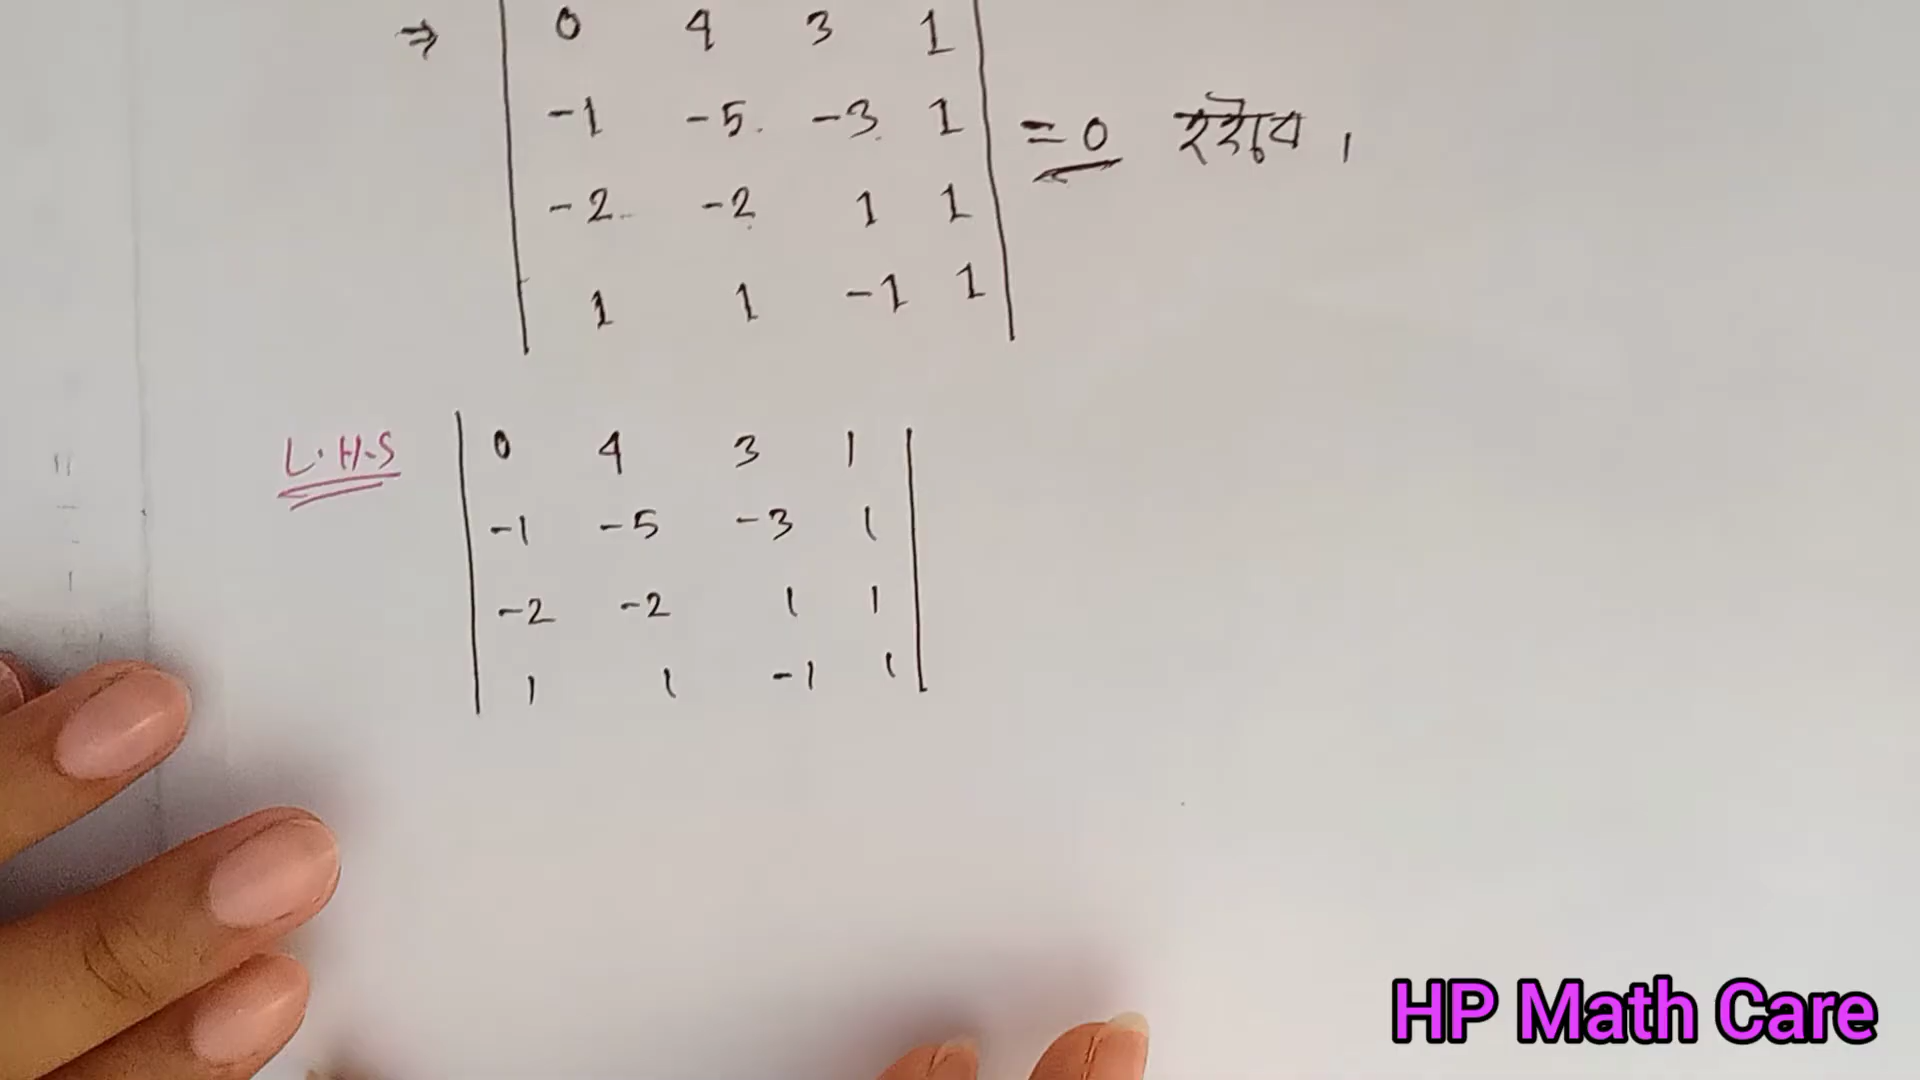 ⇒ | 0 4 3 1 |
| -1 -5 -3 1 | = 0 হইবে ,
| -2 -2 1 1 |
| 1 1 -1 1 |
L.H.S | 0 4 3 1 |
| -1 -5 -3 1 |
| -2 -2 1 1 |
| 1 1 -1 1 |
HP Math Care